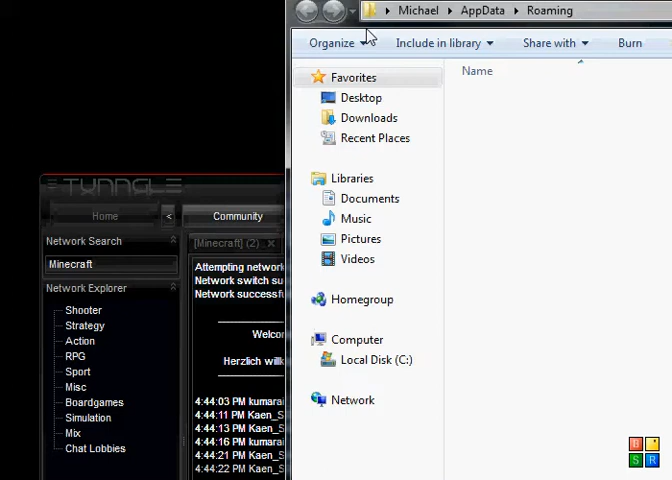 Michael AppData Roaming
Organize Include in library Share with Burn
Favorites
Desktop
Downloads
Recent Places
Libraries
Documents
Music
Pictures
Videos
Homegroup
Computer
Local Disk (C:)
Network
Name
TUNNGLE
Home < Community
Network Search
Minecraft
Network Explorer
Shooter
Strategy
Action
RPG
Sport
Misc
Boardgames
Simulation
Mix
Chat Lobbies
[Minecraft] (2) ×
Attempting network
Network switch su
Network successfu
Welco
Herzlich will
4:44:03 PM kumara
4:44:11 PM Kaen_S
4:44:13 PM Kaen_S
4:44:16 PM kumara
4:44:21 PM Kaen_S
4:44:22 PM Kaen_S
B
S R